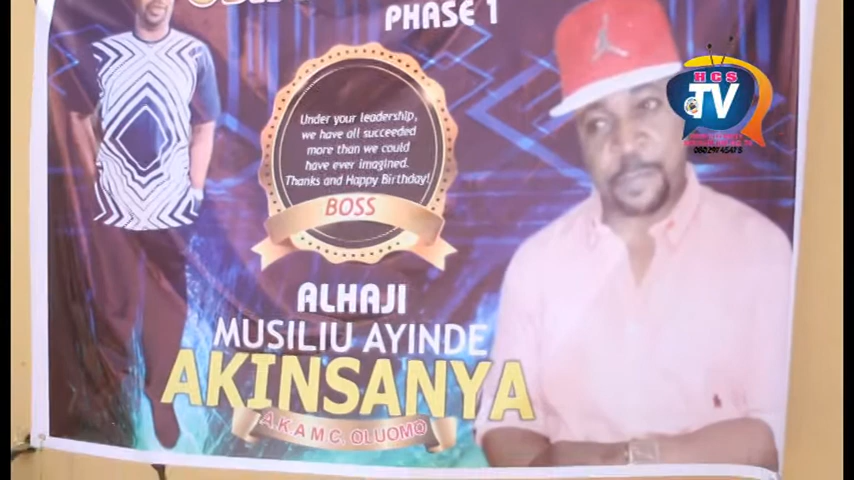 PHASE 1
HCS
TV
08029745473
Under your leadership,
we have all succeeded
more than we could
have ever imagined.
Thanks and Happy Birthday!
BOSS
ALHAJI
MUSILIU AYINDE
AKINSANYA
A.K.A M.C. OLUOMO